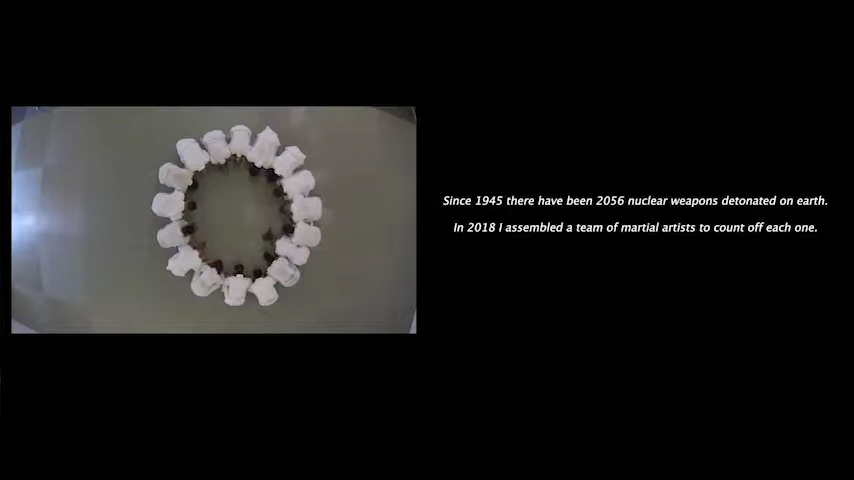 Since 1945 there have been 2056 nuclear weapons detonated on earth.
In 2018 I assembled a team of martial artists to count off each one.